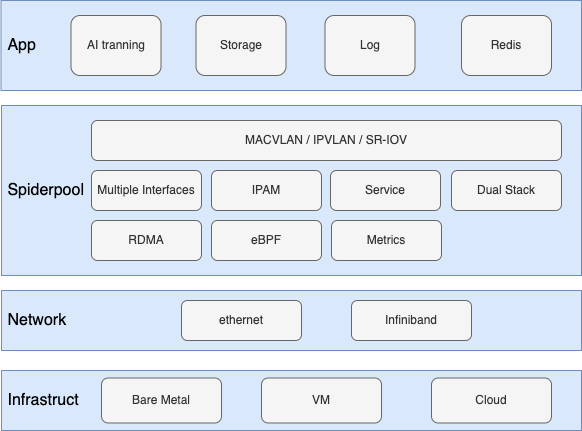 App
AI tranning
Storage
Log
Redis
MACVLAN / IPVLAN / SR-IOV
Spiderpool
Multiple Interfaces
IPAM
Service
Dual Stack
RDMA
eBPF
Metrics
Network
ethernet
Infiniband
Infrastruct
Bare Metal
VM
Cloud